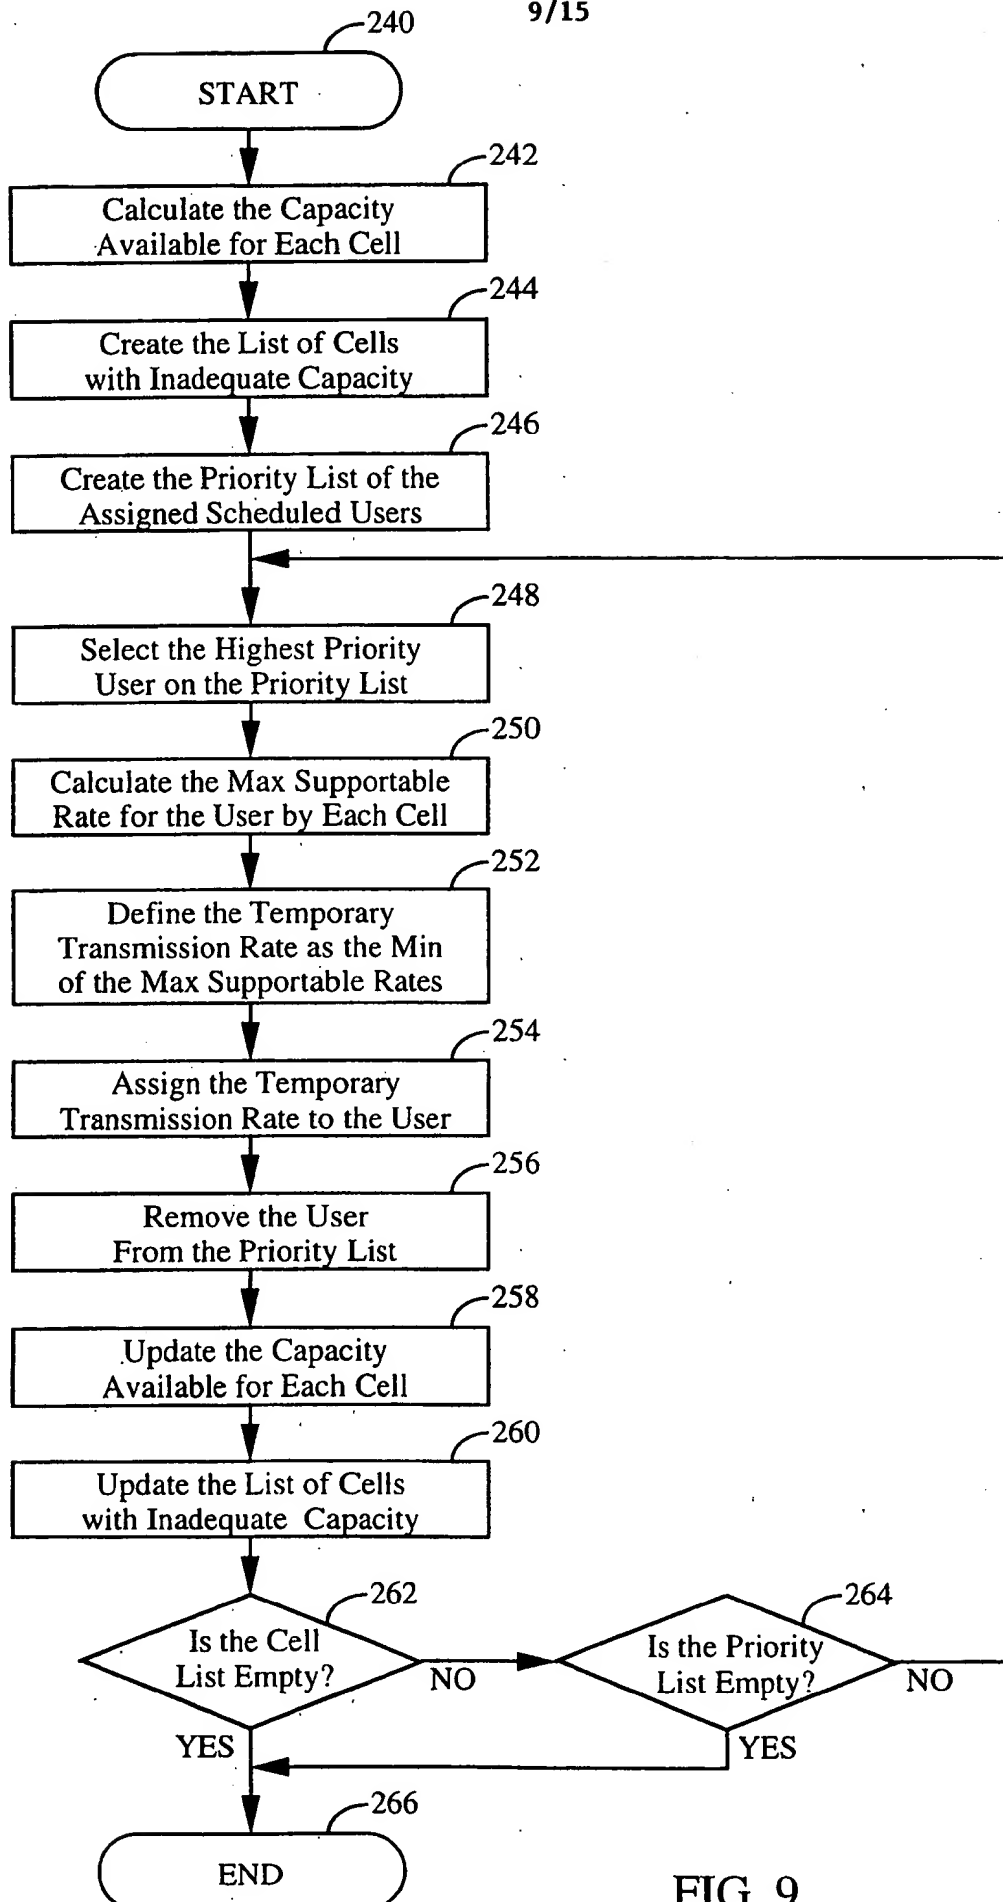 9/15
240
START
242
Calculate the Capacity
Available for Each Cell
244
Create the List of Cells
with Inadequate Capacity
246
Create the Priority List of the
Assigned Scheduled Users
248
Select the Highest Priority
User on the Priority List
250
Calculate the Max Supportable
Rate for the User by Each Cell
252
Define the Temporary
Transmission Rate as the Min
of the Max Supportable Rates
254
Assign the Temporary
Transmission Rate to the User
256
Remove the User
From the Priority List
258
Update the Capacity
Available for Each Cell
260
Update the List of Cells
with Inadequate Capacity
262
Is the Cell
List Empty?
NO
YES
264
Is the Priority
List Empty?
NO
YES
266
END
FIG. 9